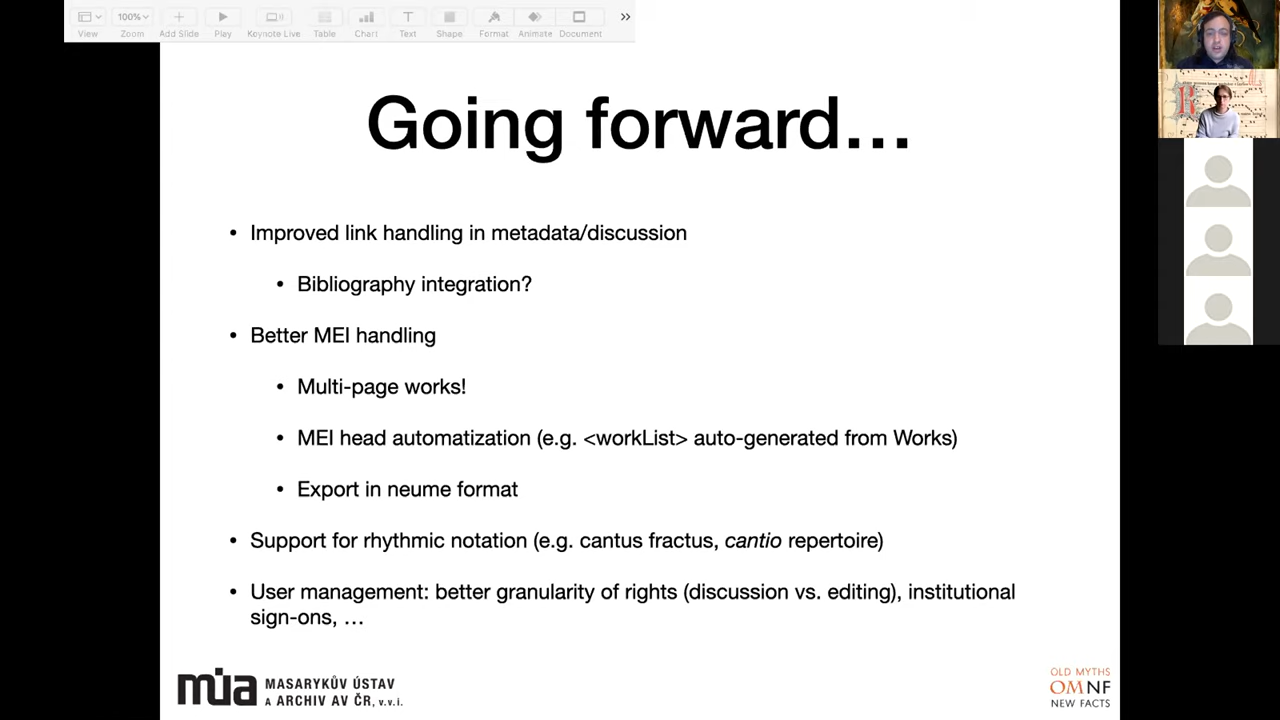 100%
View
Zoom
Add Slide
Play
Keynote Live
Table
Chart
Text
Shape
Format
Animate
Document
Going forward…
• Improved link handling in metadata/discussion
• Bibliography integration?
• Better MEI handling
• Multi-page works!
• MEI head automatization (e.g. <workList> auto-generated from Works)
• Export in neume format
• Support for rhythmic notation (e.g. cantus fractus, cantio repertoire)
• User management: better granularity of rights (discussion vs. editing), institutional
sign-ons, …
mia MASARYKŮV ÚSTAV
A ARCHIV AV ČR, v.v.i.
OLD MYTHS
OMNF
NEW FACTS